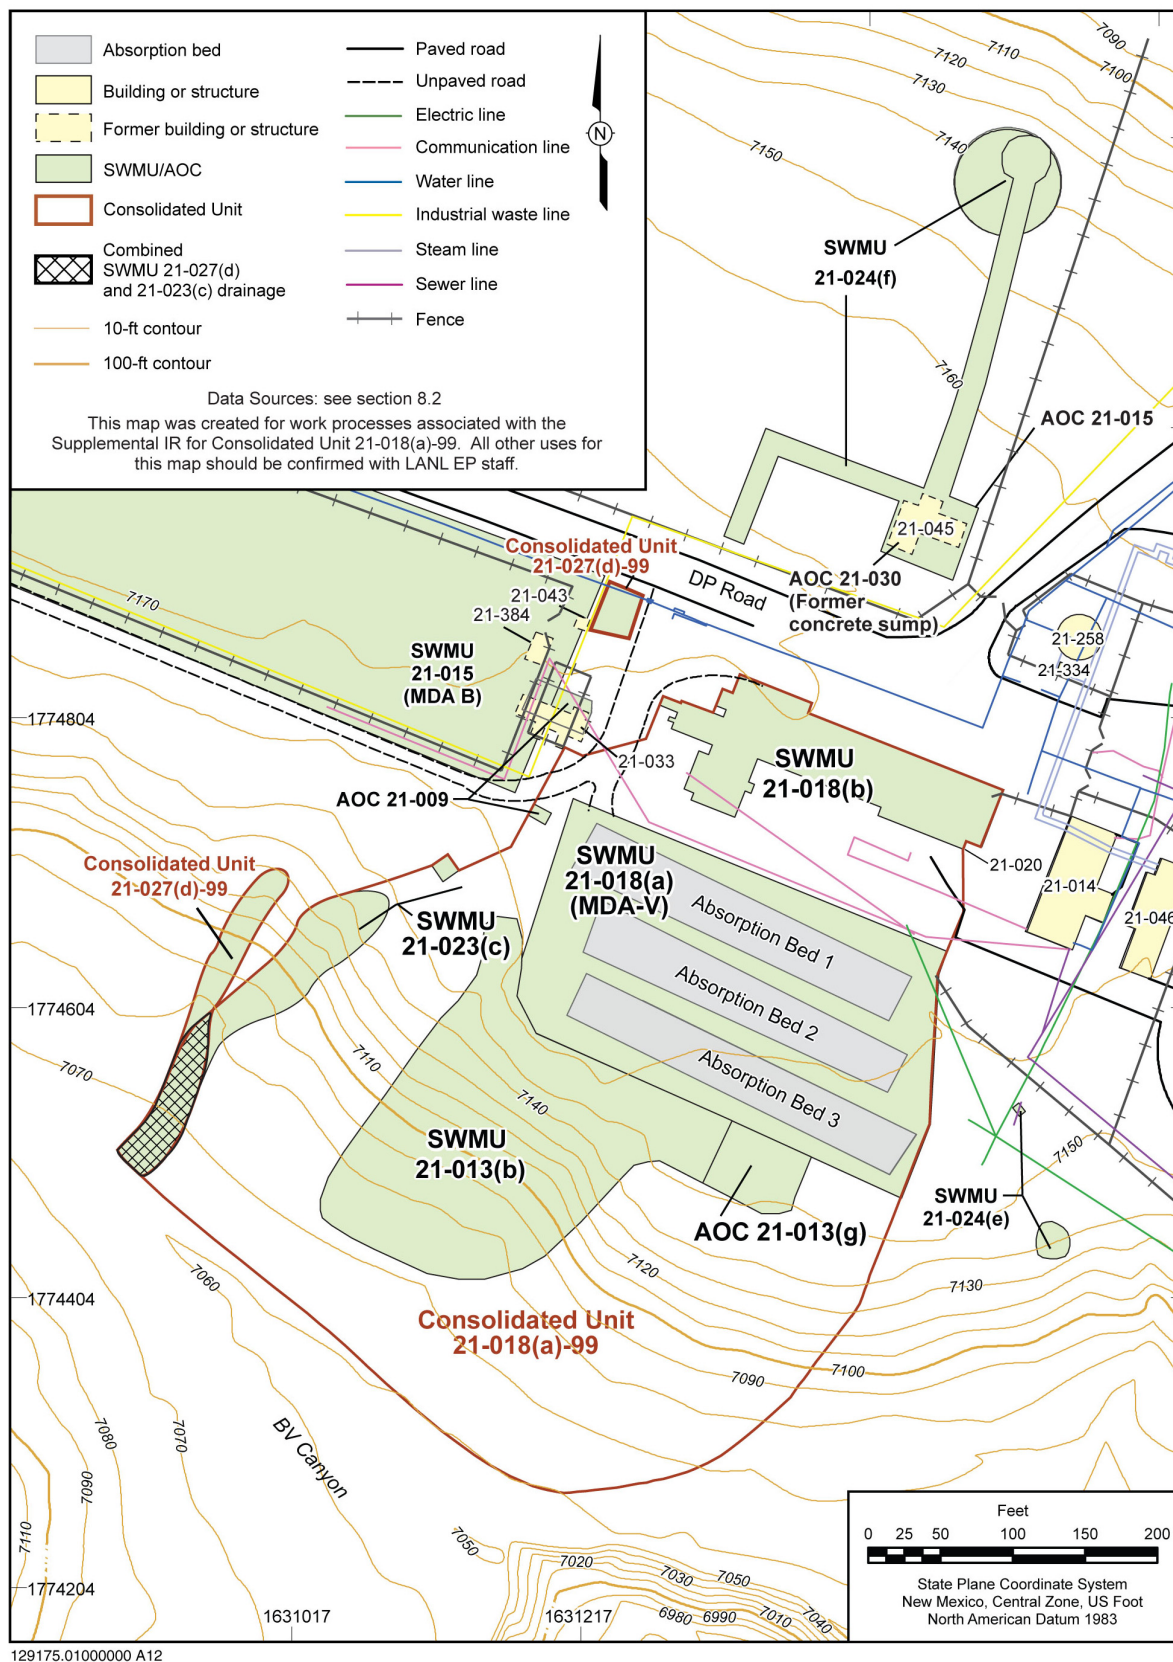 Absorption bed
Building or structure
Former building or structure
SWMU/AOC
Consolidated Unit
Combined
SWMU 21-027(d)
and 21-023(c) drainage
10-ft contour
100-ft contour
Paved road
Unpaved road
Electric line
Communication line
Water line
Industrial waste line
Steam line
Sewer line
Fence
N
Data Sources: see section 8.2
This map was created for work processes associated with the
Supplemental IR for Consolidated Unit 21-018(a)-99. All other uses for
this map should be confirmed with LANL EP staff.
7090
7110
7100
7120
7130
7140
7150
SWMU
21-024(f)
7160
AOC 21-015
21-045
Consolidated Unit
21-027(d)-99
DP Road
AOC 21-030
(Former
concrete sump)
7170
21-043
21-384
21-258
21-334
SWMU
21-015
(MDA B)
1774804
21-033
SWMU
21-018(b)
AOC 21-009
Consolidated Unit
21-027(d)-99
SWMU
21-018(a)
(MDA-V)
21-020
21-014
21-046
SWMU
21-023(c)
Absorption Bed 1
Absorption Bed 2
Absorption Bed 3
1774604
7070
7110
7140
SWMU
21-013(b)
7150
SWMU
21-024(e)
AOC 21-013(g)
7060
7120
7130
1774404
Consolidated Unit
21-018(a)-99
7100
7090
BV Canyon
7080
7070
7090
7110
7050
7020
7030
7050
6980
6990
7010
7040
1774204
1631017
1631217
Feet
0 25 50 100 150 200
State Plane Coordinate System
New Mexico, Central Zone, US Foot
North American Datum 1983
129175.01000000 A12